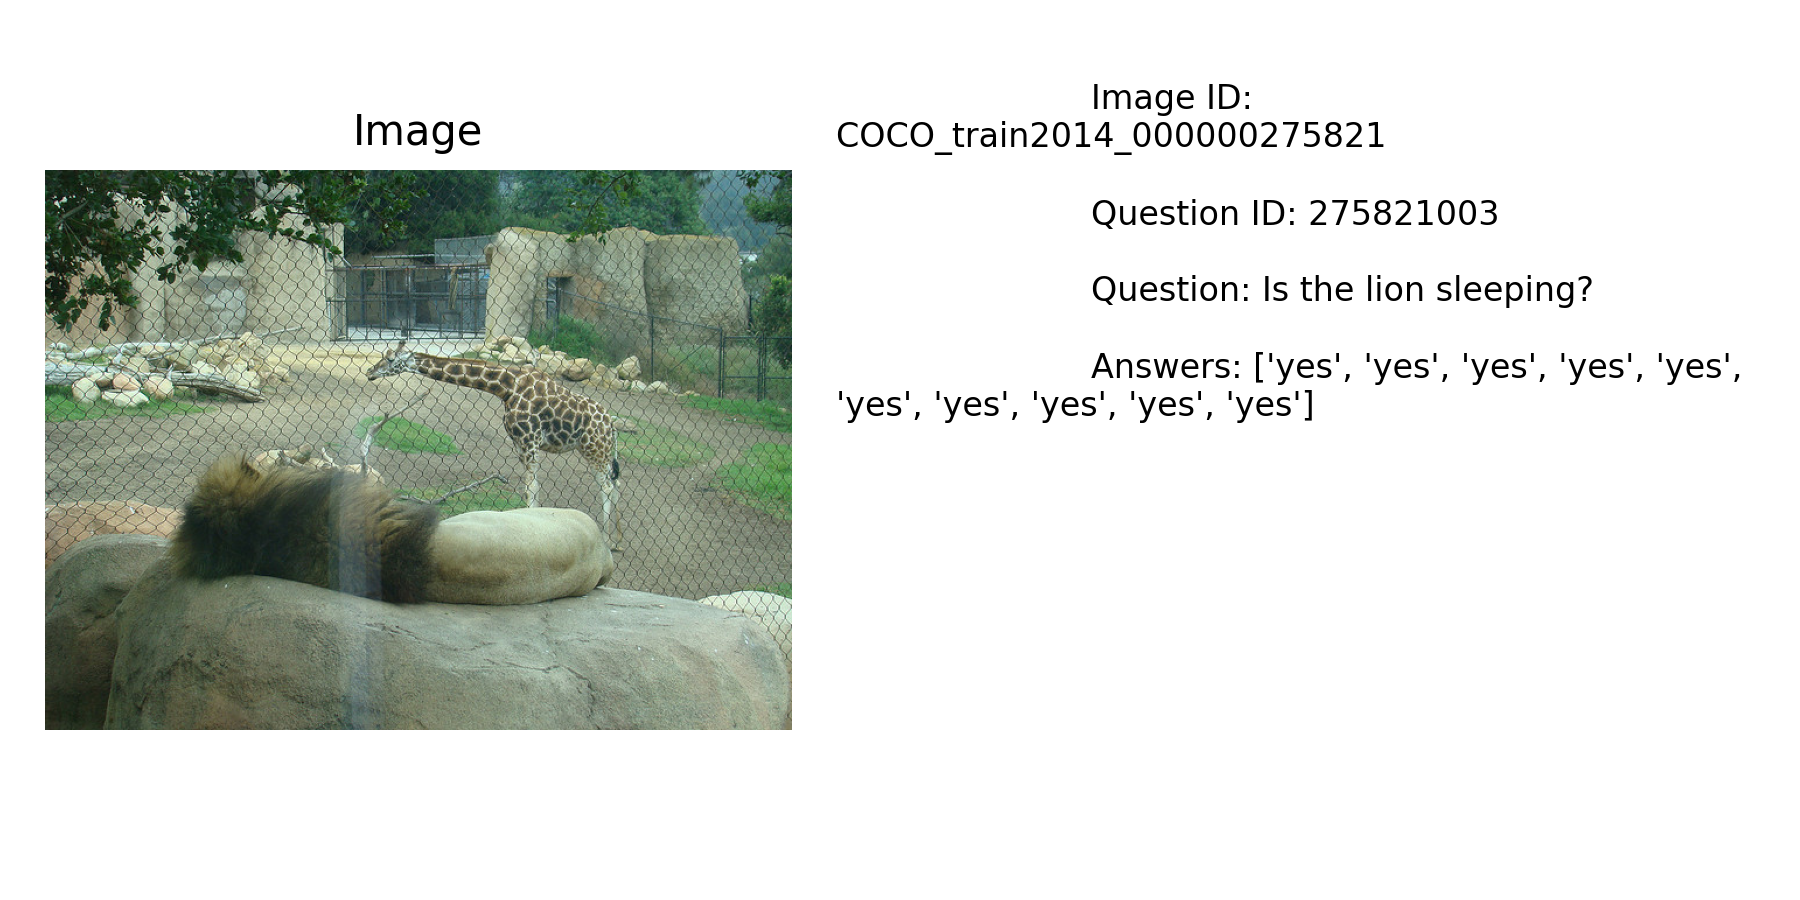 Image
Image ID:
COCO_train2014_000000275821
Question ID: 275821003
Question: Is the lion sleeping?
Answers: ['yes', 'yes', 'yes', 'yes', 'yes',
'yes', 'yes', 'yes', 'yes', 'yes']